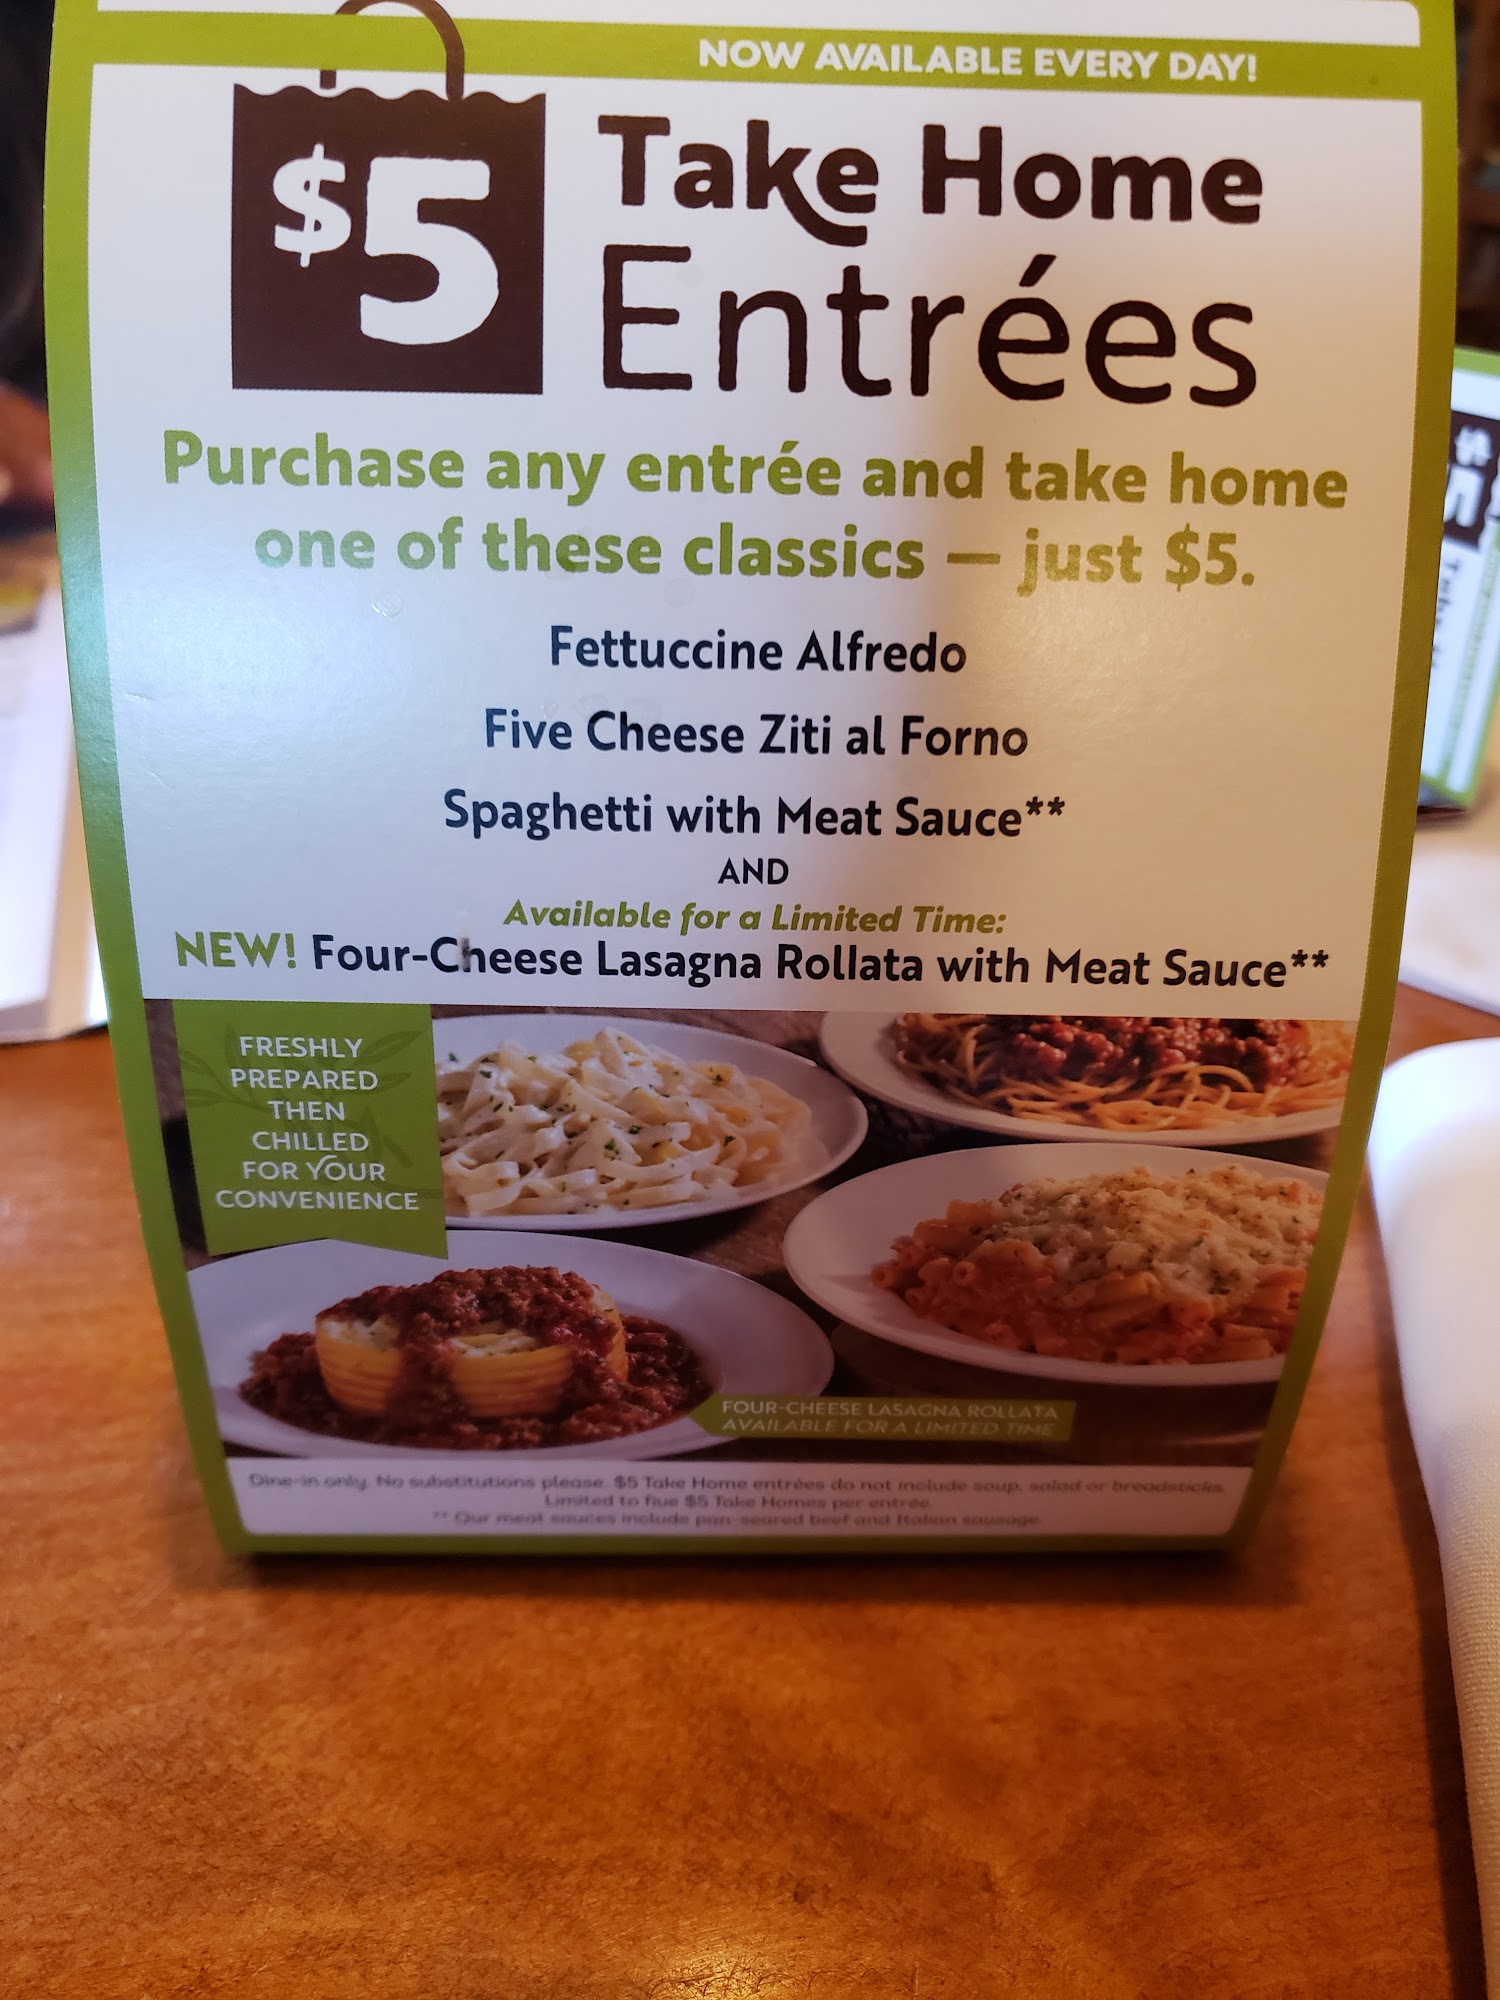 NOW AVAILABLE EVERY DAY!
$5
Take Home
Entrées
Purchase any entrée and take home
one of these classics — just $5.
Fettuccine Alfredo
Five Cheese Ziti al Forno
Spaghetti with Meat Sauce**
AND
Available for a Limited Time:
NEW! Four-Cheese Lasagna Rollata with Meat Sauce**
FRESHLY
PREPARED
THEN
CHILLED
FOR YOUR
CONVENIENCE
FOUR-CHEESE LASAGNA ROLLATA
AVAILABLE FOR A LIMITED TIME
Dine-in only. No substitutions please. $5 Take Home entrées do not include soup, salad or breadsticks.
Limited to five $5 Take Homes per entrée.
** Our meat sauces include pan-seared beef and Italian sausage.
$5